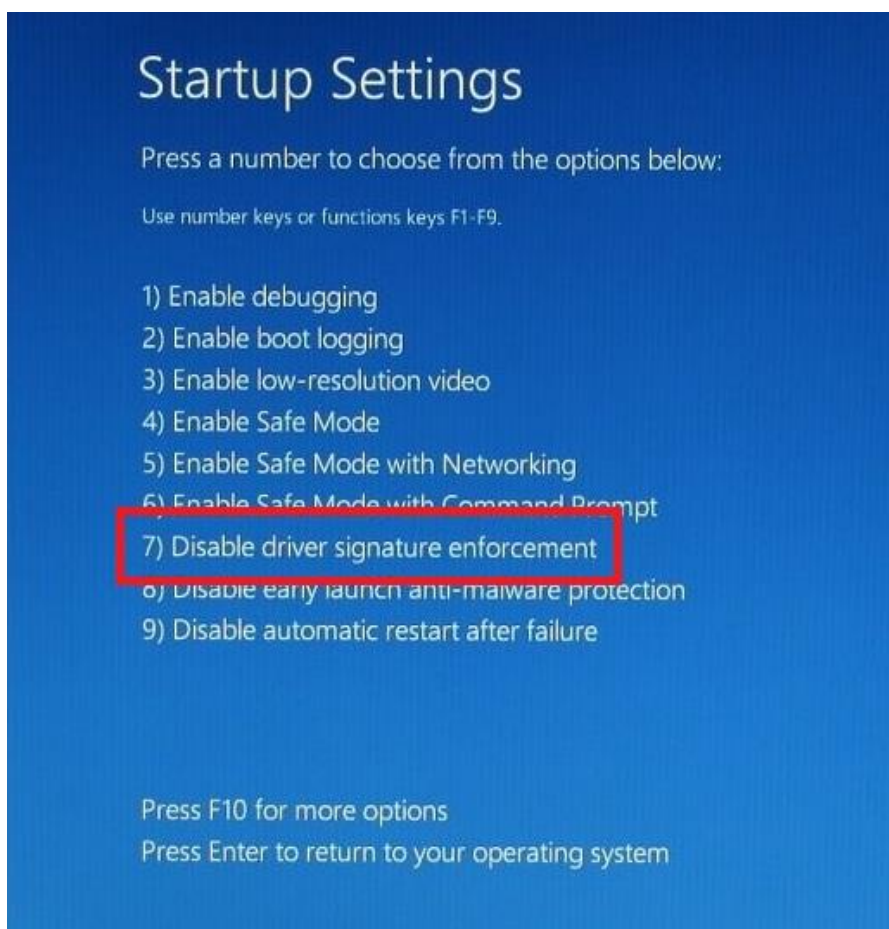 Startup Settings
Press a number to choose from the options below:
Use number keys or functions keys F1-F9.
1) Enable debugging
2) Enable boot logging
3) Enable low-resolution video
4) Enable Safe Mode
5) Enable Safe Mode with Networking
6) Enable Safe Mode with Command Prompt
7) Disable driver signature enforcement
8) Disable early launch anti-malware protection
9) Disable automatic restart after failure
Press F10 for more options
Press Enter to return to your operating system